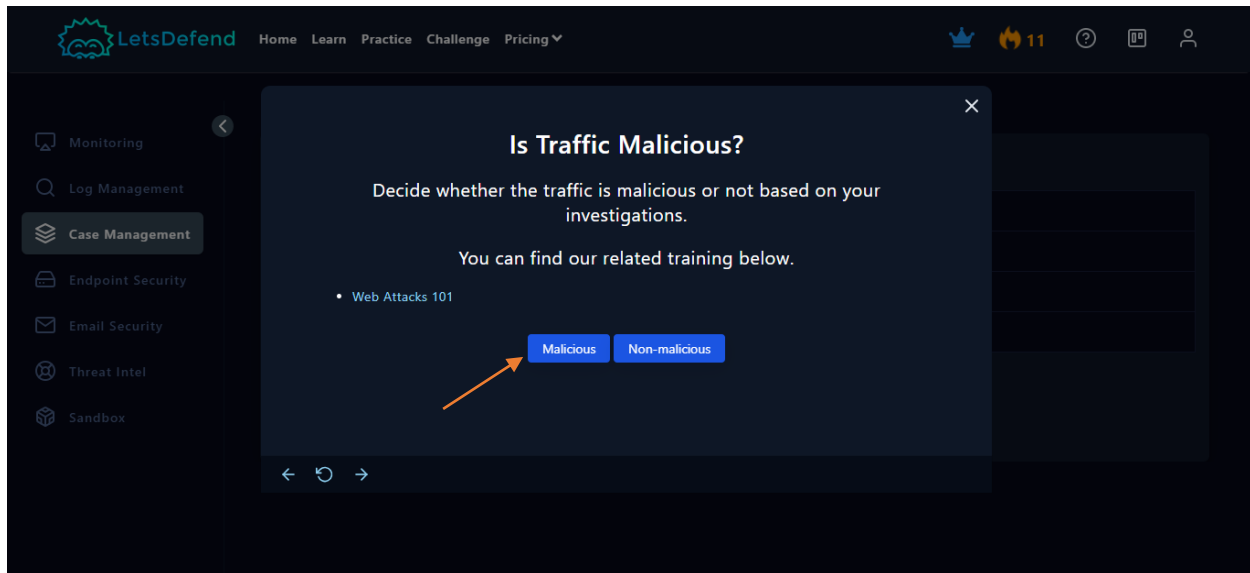 LetsDefend Home Learn Practice Challenge Pricing 11
Monitoring
Log Management
Case Management
Endpoint Security
Email Security
Threat Intel
Sandbox
Is Traffic Malicious?
Decide whether the traffic is malicious or not based on your
investigations.
You can find our related training below.
• Web Attacks 101
Malicious Non-malicious